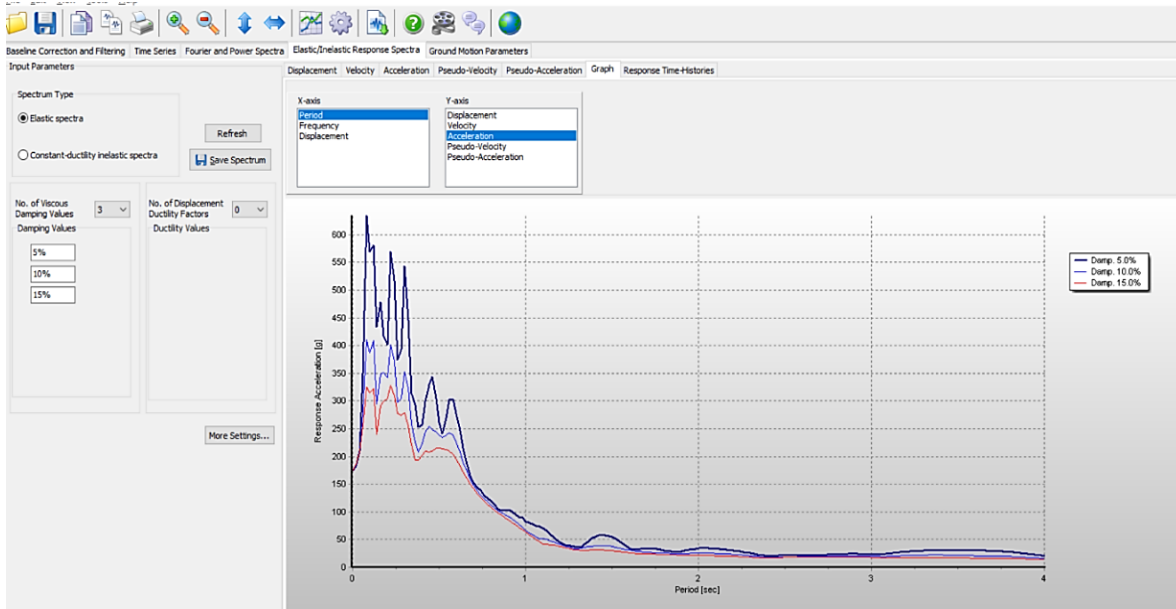 Baseline Correction and Filtering Time Series Fourier and Power Spectra Elastic/Inelastic Response Spectra Ground Motion Parameters
Input Parameters
Displacement Velocity Acceleration Pseudo-Velocity Pseudo-Acceleration Graph Response Time-Histories
Spectrum Type
Elastic spectra
Constant-ductility inelastic spectra
Refresh
Save Spectrum
X-axis
Period
Frequency
Displacement
Y-axis
Displacement
Velocity
Acceleration
Pseudo-Velocity
Pseudo-Acceleration
No. of Viscous
Damping Values
3
No. of Displacement
Ductility Factors
0
Damping Values
5%
10%
15%
Ductility Values
More Settings...
Response Acceleration [g]
600
550
500
450
400
350
300
250
200
150
100
50
0
0 1 2 3 4
Period [sec]
Damp. 5.0%
Damp. 10.0%
Damp. 15.0%